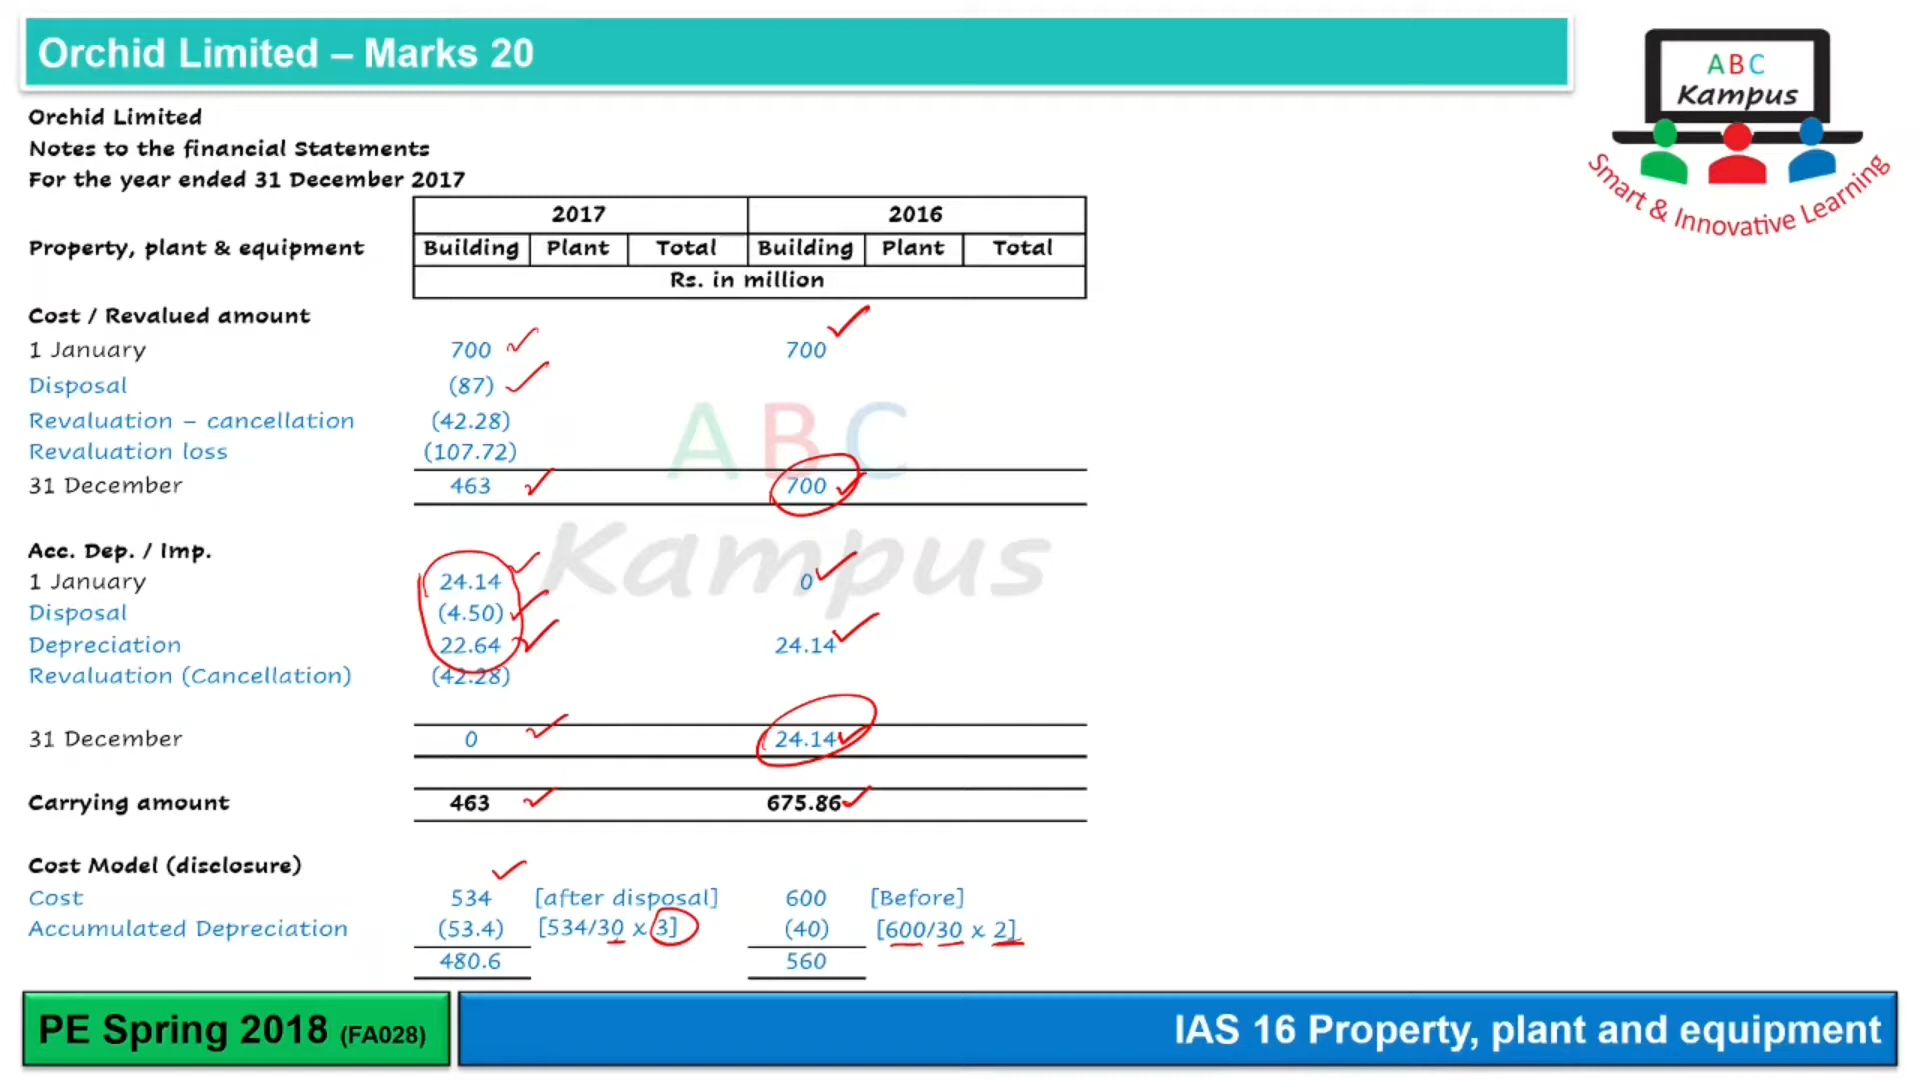 Orchid Limited – Marks 20
ABC
Kampus
Smart & Innovative Learning
Orchid Limited
Notes to the financial Statements
For the year ended 31 December 2017
2017 2016
Property, plant & equipment Building Plant Total Building Plant Total
Rs. in million
Cost / Revalued amount
1 January 700 700
Disposal (87)
Revaluation – cancellation (42.28)
Revaluation loss (107.72)
31 December 463 700
ABC
Kampus
Acc. Dep. / Imp.
1 January 24.14 0
Disposal (4.50)
Depreciation 22.64 24.14
Revaluation (Cancellation) (42.28)
31 December 0 24.14
Carrying amount 463 675.86
Cost Model (disclosure)
Cost 534 [after disposal] 600 [Before]
Accumulated Depreciation (53.4) [534/30 x 3] (40) [600/30 x 2]
480.6 560
PE Spring 2018 (FA028)
IAS 16 Property, plant and equipment